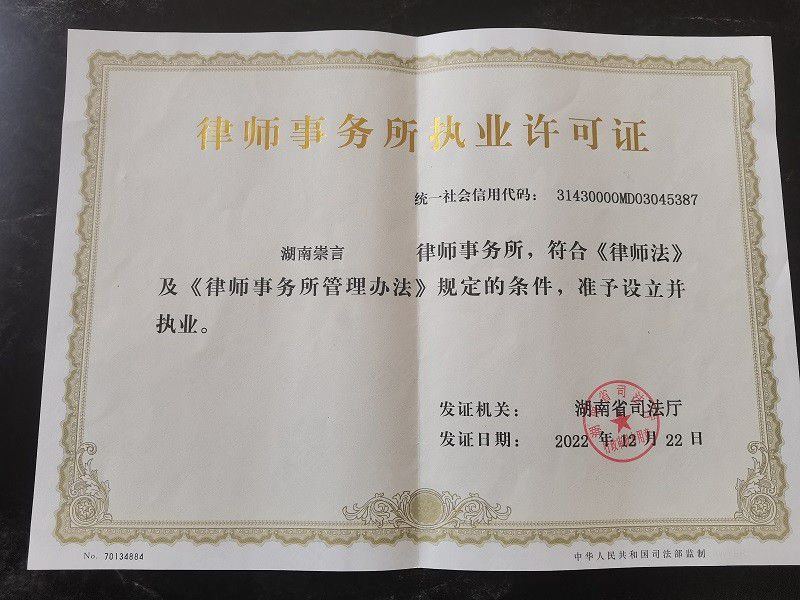 律师事务所执业许可证
统一社会信用代码： 31430000MD03045387
湖南崇言 律师事务所，符合《律师法》
及《律师事务所管理办法》规定的条件，准予设立并
执业。
发证机关： 湖南省司法厅
发证日期： 2022 年 12 月 22 日
No. 70134884
中华人民共和国司法部监制